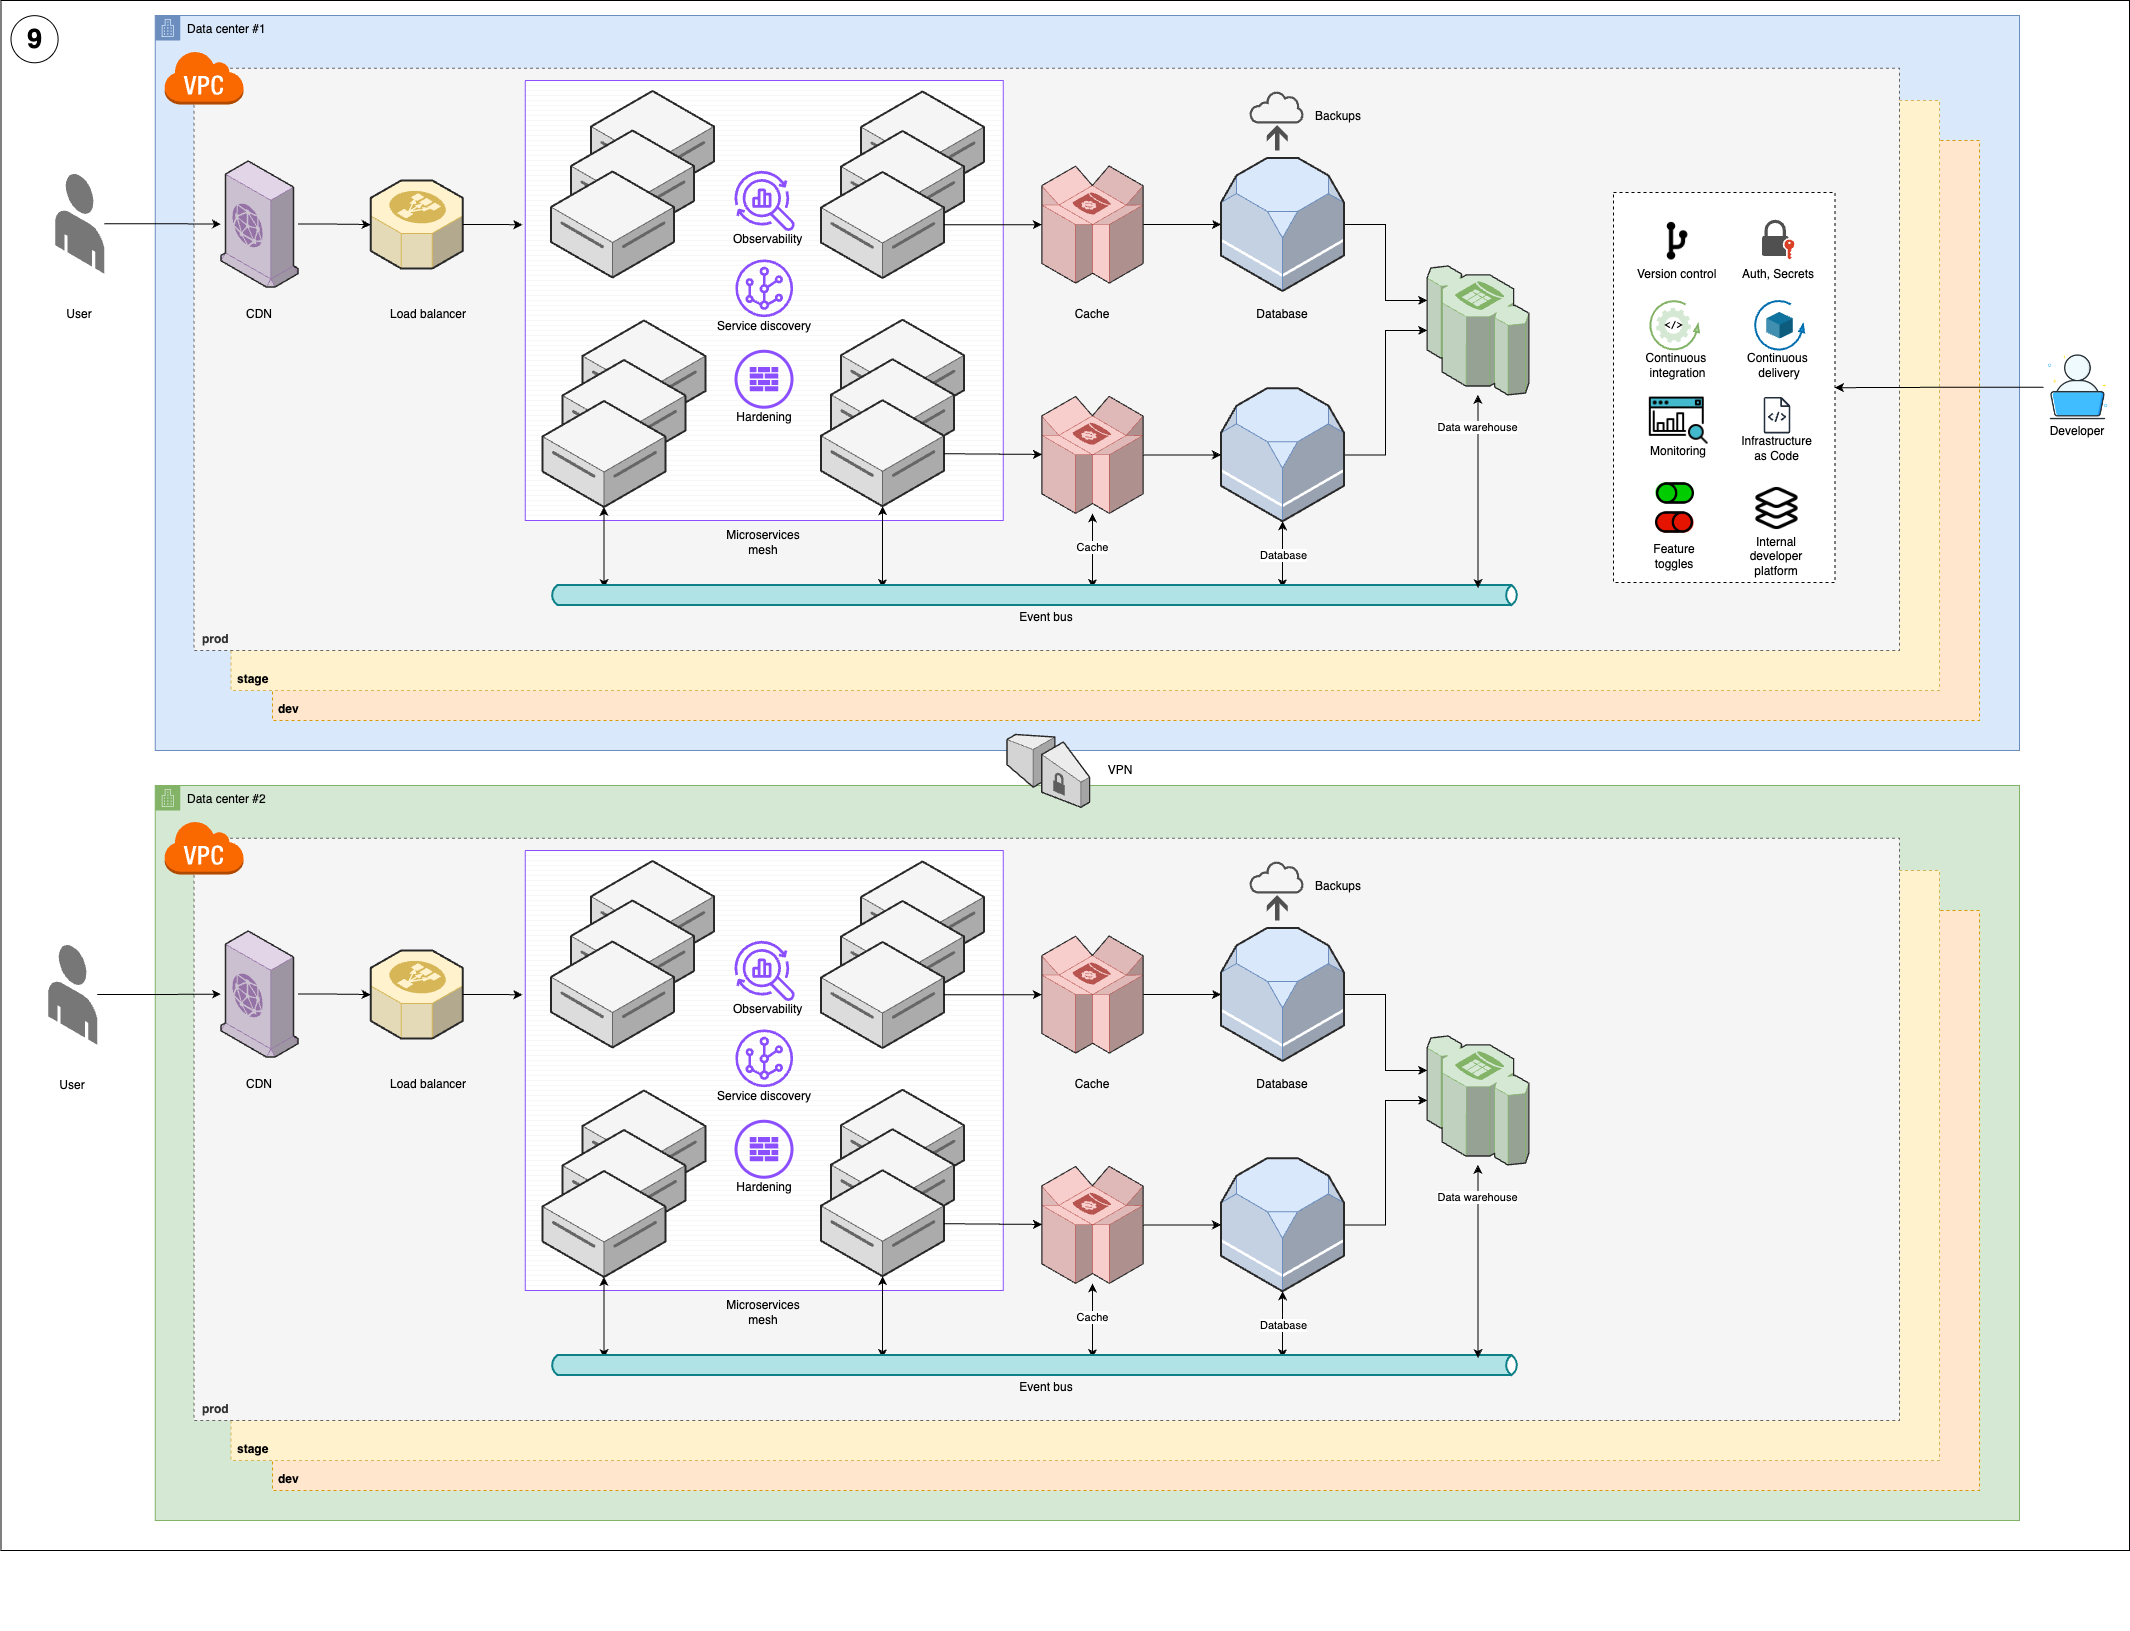 9
Data center #1
VPC
Backups
Observability
Version control
Auth, Secrets
User
CDN
Load balancer
Service discovery
Cache
Database
Continuous
integration
Continuous
delivery
Hardening
Data warehouse
Developer
Monitoring
Infrastructure
as Code
Microservices
mesh
Cache
Database
Feature
toggles
Internal
developer
platform
Event bus
prod
stage
dev
VPN
Data center #2
VPC
Backups
Observability
User
CDN
Load balancer
Service discovery
Cache
Database
Hardening
Data warehouse
Microservices
mesh
Cache
Database
Event bus
prod
stage
dev